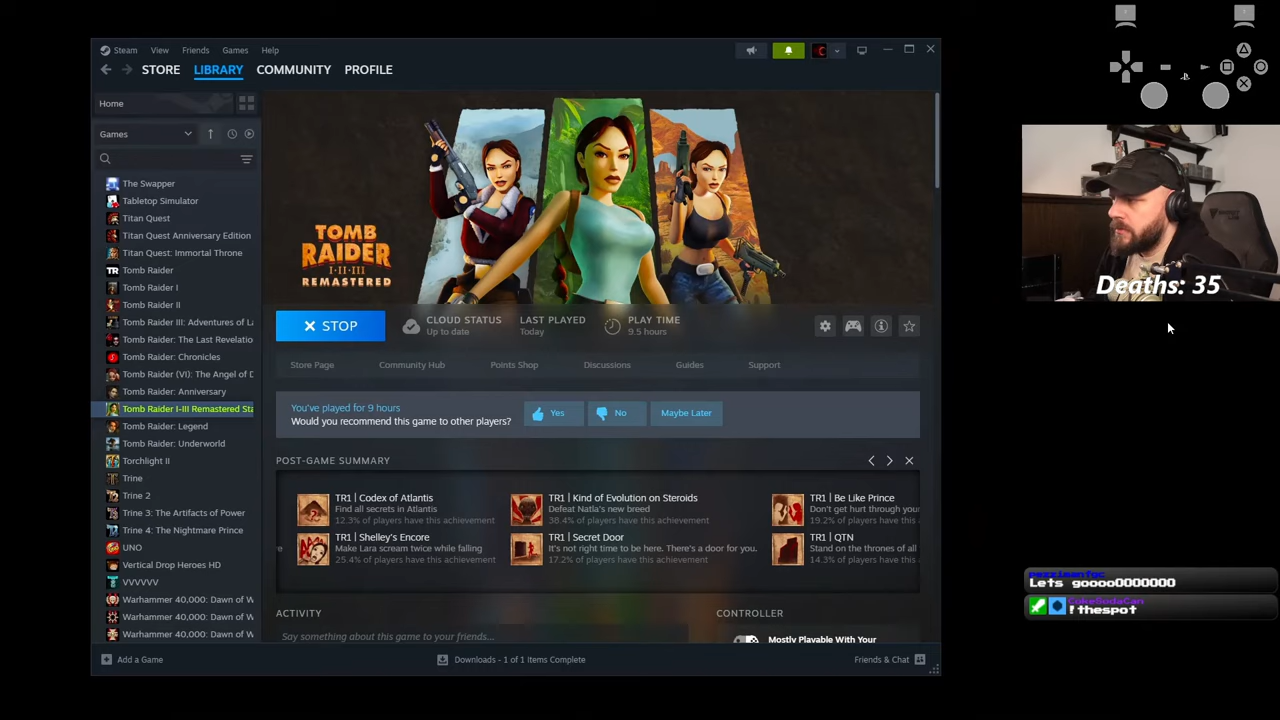 Steam View Friends Games Help
STORE LIBRARY COMMUNITY PROFILE
Home
Games
The Swapper
Tabletop Simulator
Titan Quest
Titan Quest Anniversary Edition
Titan Quest: Immortal Throne
Tomb Raider
Tomb Raider I
Tomb Raider II
Tomb Raider III: Adventures of La
Tomb Raider: The Last Revelatio
Tomb Raider: Chronicles
Tomb Raider (VI): The Angel of D
Tomb Raider: Anniversary
Tomb Raider I-III Remastered Sta
Tomb Raider: Legend
Tomb Raider: Underworld
Torchlight II
Trine
Trine 2
Trine 3: The Artifacts of Power
Trine 4: The Nightmare Prince
UNO
Vertical Drop Heroes HD
VVVVVV
Warhammer 40,000: Dawn of W
Warhammer 40,000: Dawn of W
Warhammer 40,000: Dawn of W
Add a Game
TOMB
RAIDER
I·II·III
REMASTERED
STOP
CLOUD STATUS
Up to date
LAST PLAYED
Today
PLAY TIME
9.5 hours
Store Page Community Hub Points Shop Discussions Guides Support
You've played for 9 hours
Would you recommend this game to other players?
Yes No Maybe Later
POST-GAME SUMMARY
TR1 | Codex of Atlantis
Find all secrets in Atlantis
12.3% of players have this achievement
TR1 | Kind of Evolution on Steroids
Defeat Natla's new breed
38.4% of players have this achievement
TR1 | Be Like Prince
Don't get hurt through your
19.2% of players have this
TR1 | Shelley's Encore
Make Lara scream twice while falling
25.4% of players have this achievement
TR1 | Secret Door
It's not right time to be here. There's a door for you.
17.2% of players have this achievement
TR1 | QTN
Stand on the thrones of all
14.3% of players have this
ACTIVITY
Say something about this game to your friends...
CONTROLLER
Mostly Playable With Your
Downloads - 1 of 1 Items Complete
Friends & Chat
Deaths: 35
Lets goooo0000000
CokeSodaCan
!thespot